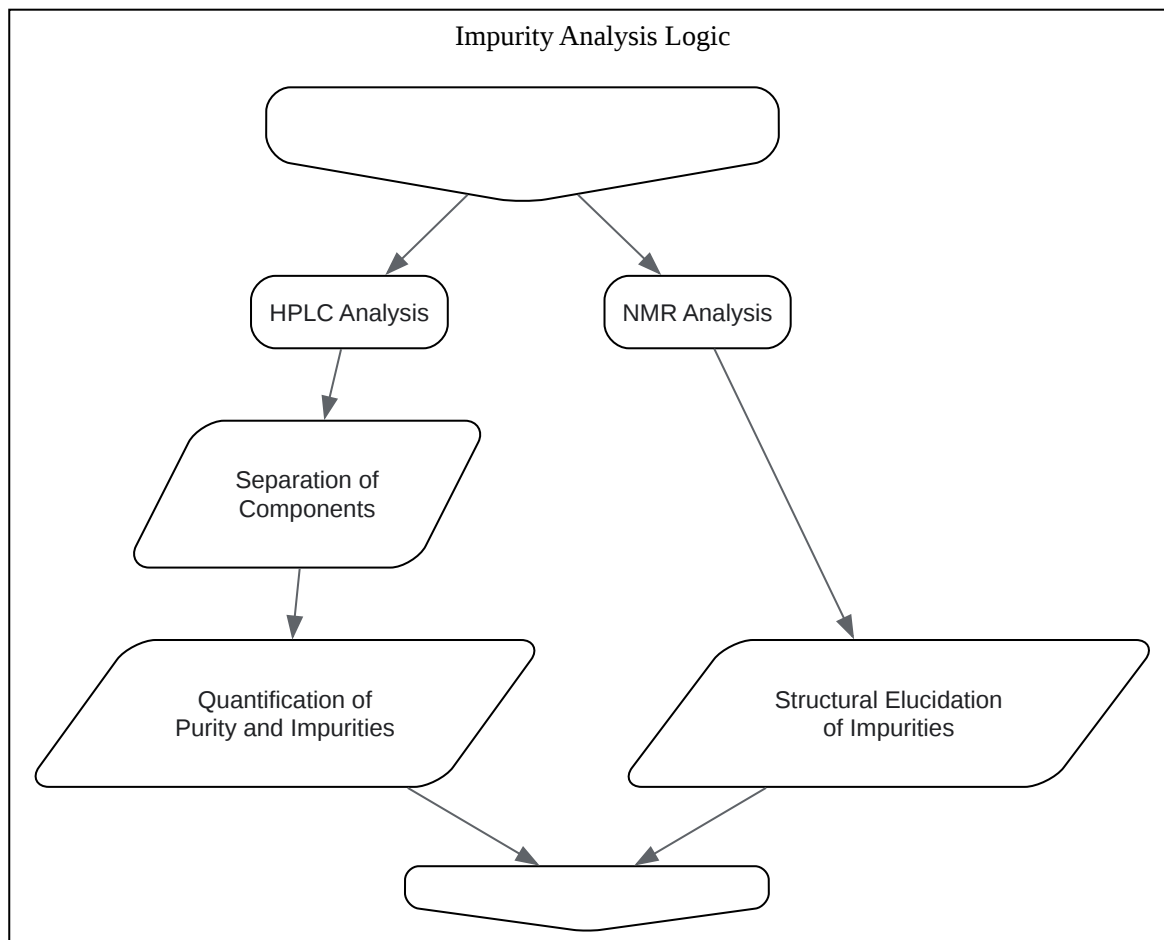 Impurity Analysis Logic
HPLC Analysis
NMR Analysis
Separation of
Components
Quantification of
Purity and Impurities
Structural Elucidation
of Impurities